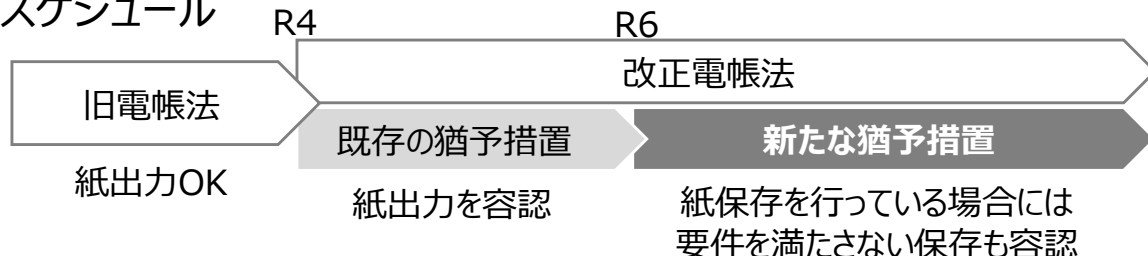 スケジュール
R4
R6
改正電帳法
旧電帳法
既存の猶予措置
新たな猶予措置
紙出力OK
紙出力を容認
紙保存を行っている場合には
要件を満たさない保存も容認